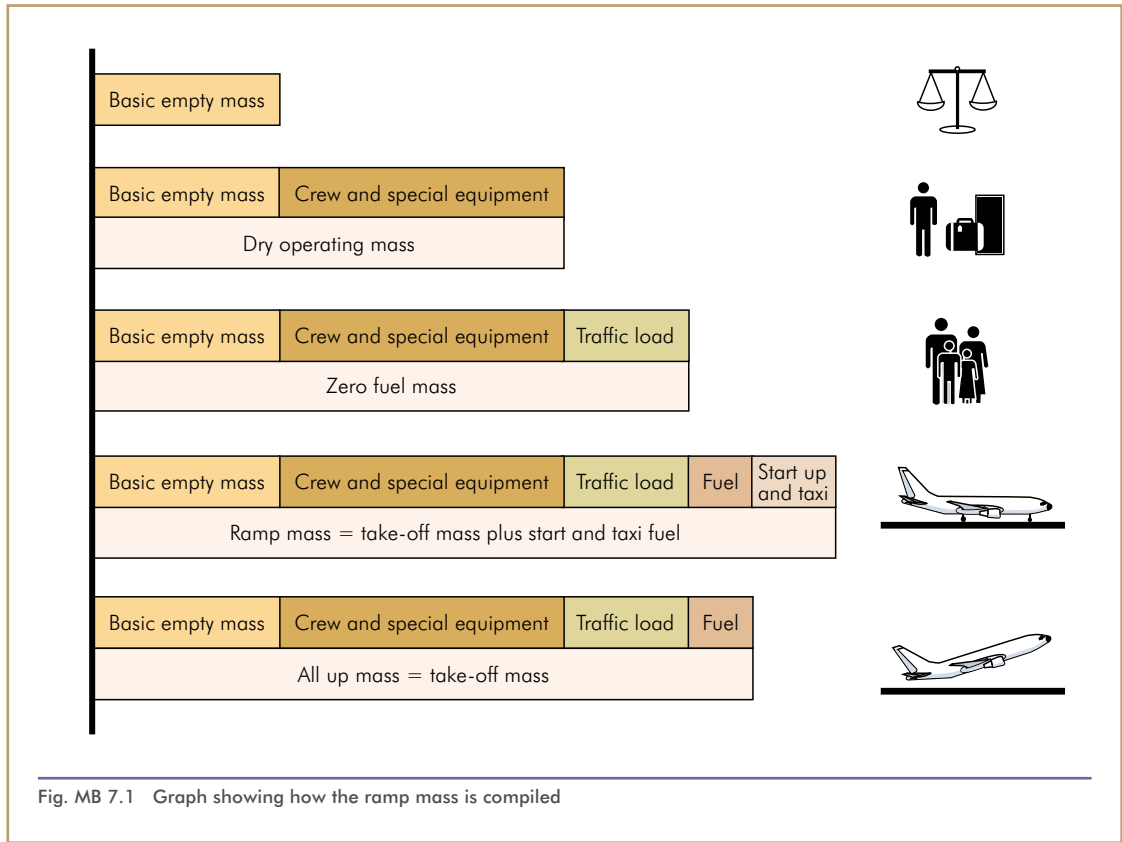 Basic empty mass
Basic empty mass Crew and special equipment
Dry operating mass
Basic empty mass Crew and special equipment Traffic load
Zero fuel mass
Basic empty mass Crew and special equipment Traffic load Fuel Start up
and taxi
Ramp mass = take-off mass plus start and taxi fuel
Basic empty mass Crew and special equipment Traffic load Fuel
All up mass = take-off mass
Fig. MB 7.1 Graph showing how the ramp mass is compiled